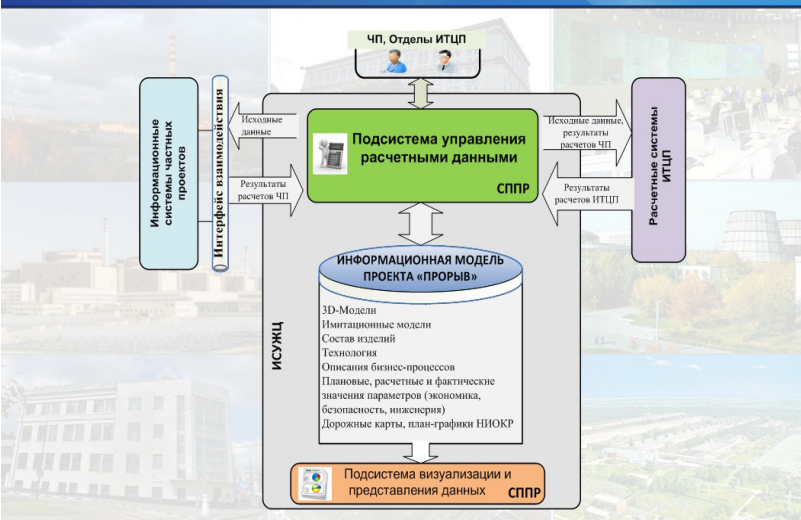 ЧП, Отделы ИТЦП
Информационные
системы частных
проектов
Интерфейс взаимодействия
Исходные
данные
Результаты
расчетов ЧП
Подсистема управления
расчетными данными
СППР
Исходные данные,
результаты
расчетов ЧП
Результаты
расчетов ИТЦП
Расчетные системы
ИТЦП
ИСУЖЦ
ИНФОРМАЦИОННАЯ МОДЕЛЬ
ПРОЕКТА «ПРОРЫВ»
3D-Модели
Имитационные модели
Состав изделий
Технология
Описания бизнес-процессов
Плановые, расчетные и фактические
значения параметров (экономика,
безопасность, инженерия)
Дорожные карты, план-графики НИОКР
Подсистема визуализации и
представления данных
СППР